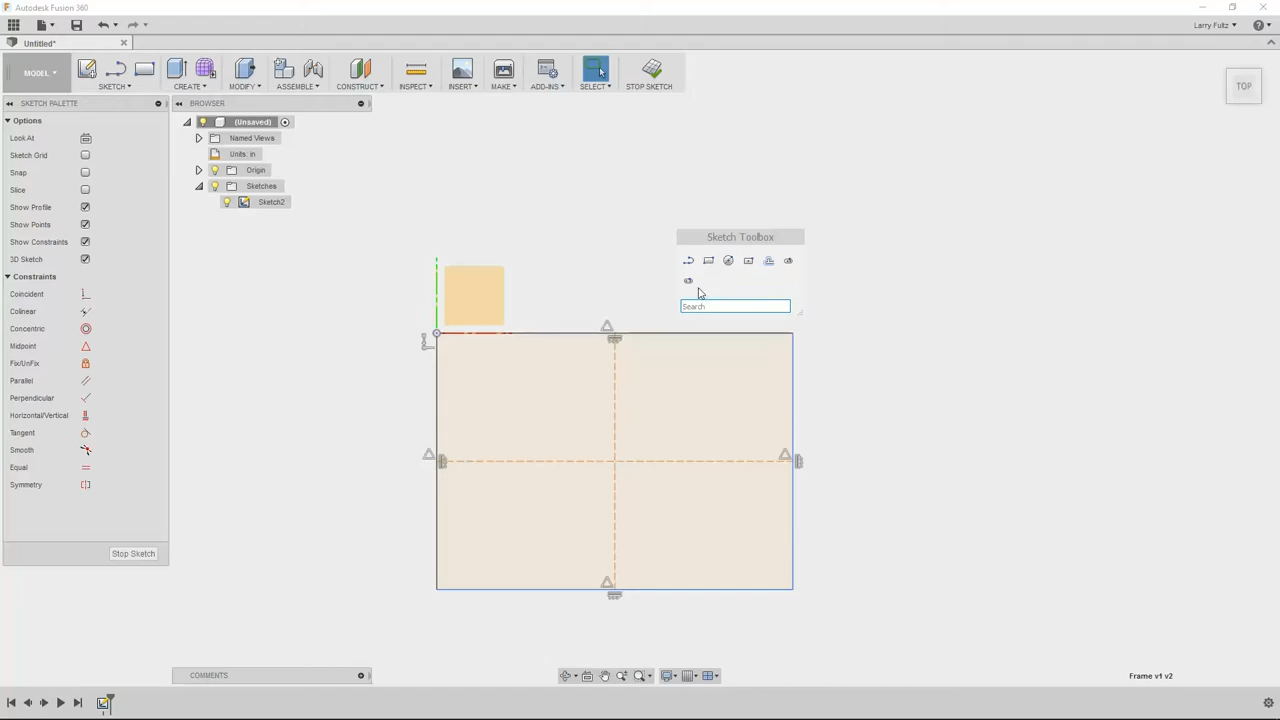 Autodesk Fusion 360
Larry Fultz
Untitled*
MODEL
SKETCH
CREATE
MODIFY
ASSEMBLE
CONSTRUCT
INSPECT
INSERT
MAKE
ADD-INS
SELECT
STOP SKETCH
TOP
SKETCH PALETTE
BROWSER
Options
(Unsaved)
Look At
Named Views
Sketch Grid
Units: in
Snap
Origin
Slice
Sketches
Show Profile
Sketch2
Show Points
Show Constraints
3D Sketch
Sketch Toolbox
Constraints
Coincident
Search
Colinear
Concentric
Midpoint
Fix/UnFix
Parallel
Perpendicular
Horizontal/Vertical
Tangent
Smooth
Equal
Symmetry
Stop Sketch
COMMENTS
Frame v1 v2